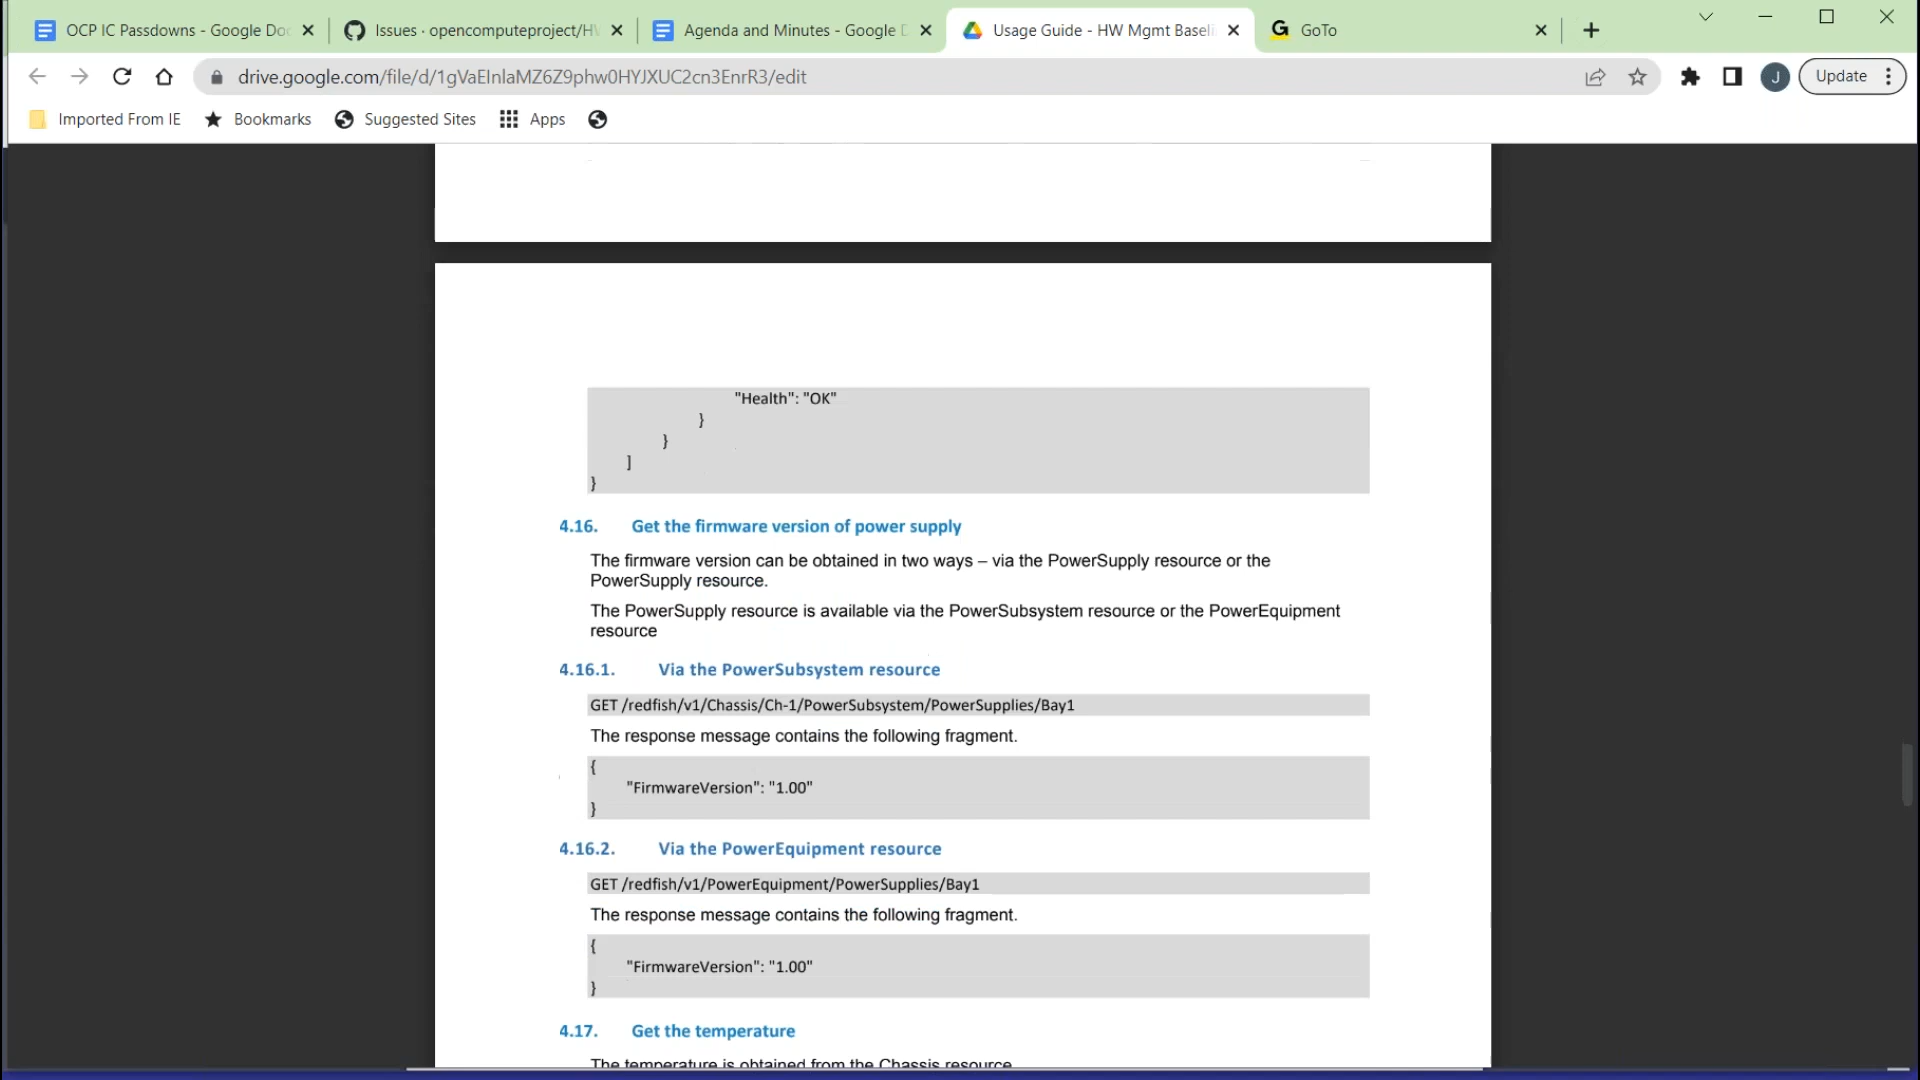 OCP IC Passdowns - Google Doc
Issues · opencomputeproject/HW
Agenda and Minutes - Google D
Usage Guide - HW Mgmt Baseli
G GoTo
drive.google.com/file/d/1gVaEInlaMZ6Z9phw0HYJXUC2cn3EnrR3/edit
J
Update
Imported From IE
Bookmarks
Suggested Sites
Apps
"Health": "OK"
}
}
]
}
4.16. Get the firmware version of power supply
The firmware version can be obtained in two ways – via the PowerSupply resource or the
PowerSupply resource.
The PowerSupply resource is available via the PowerSubsystem resource or the PowerEquipment
resource
4.16.1. Via the PowerSubsystem resource
GET /redfish/v1/Chassis/Ch-1/PowerSubsystem/PowerSupplies/Bay1
The response message contains the following fragment.
{
"FirmwareVersion": "1.00"
}
4.16.2. Via the PowerEquipment resource
GET /redfish/v1/PowerEquipment/PowerSupplies/Bay1
The response message contains the following fragment.
{
"FirmwareVersion": "1.00"
}
4.17. Get the temperature
The temperature is obtained from the Chassis resource